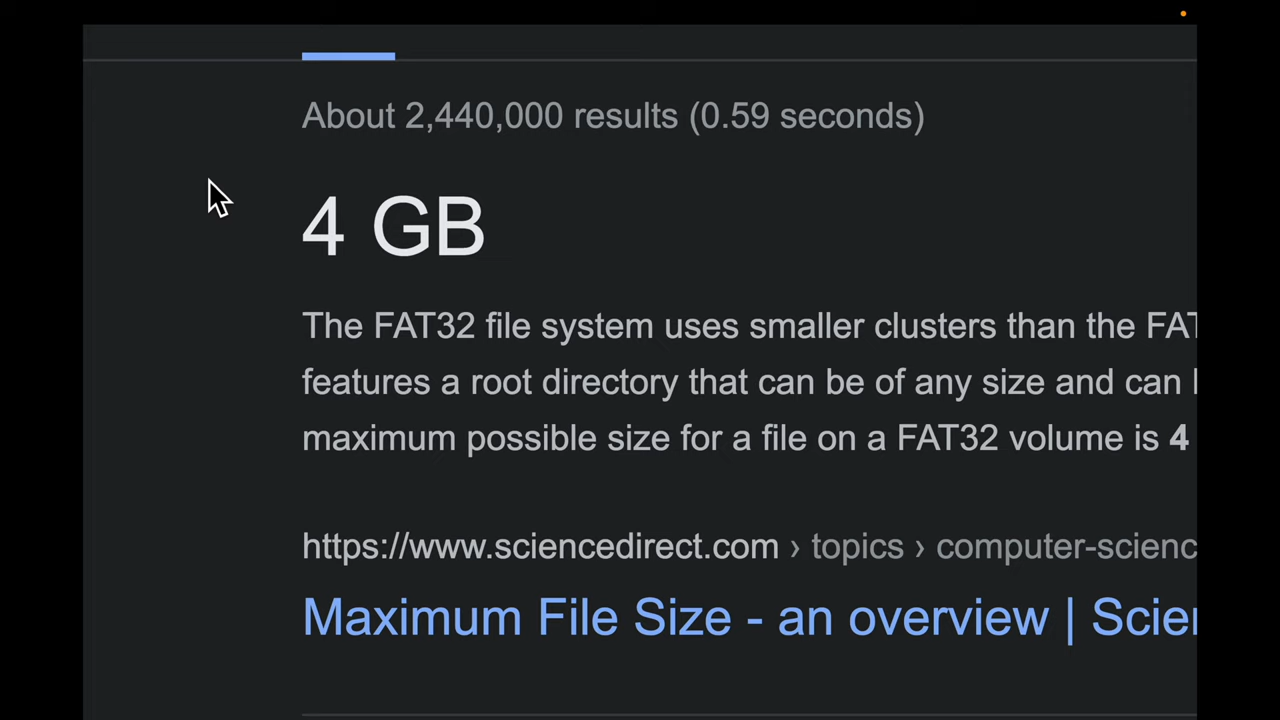 About 2,440,000 results (0.59 seconds)
4 GB
The FAT32 file system uses smaller clusters than the FAT
features a root directory that can be of any size and can
maximum possible size for a file on a FAT32 volume is 4
https://www.sciencedirect.com › topics › computer-scienc
Maximum File Size - an overview | Scien